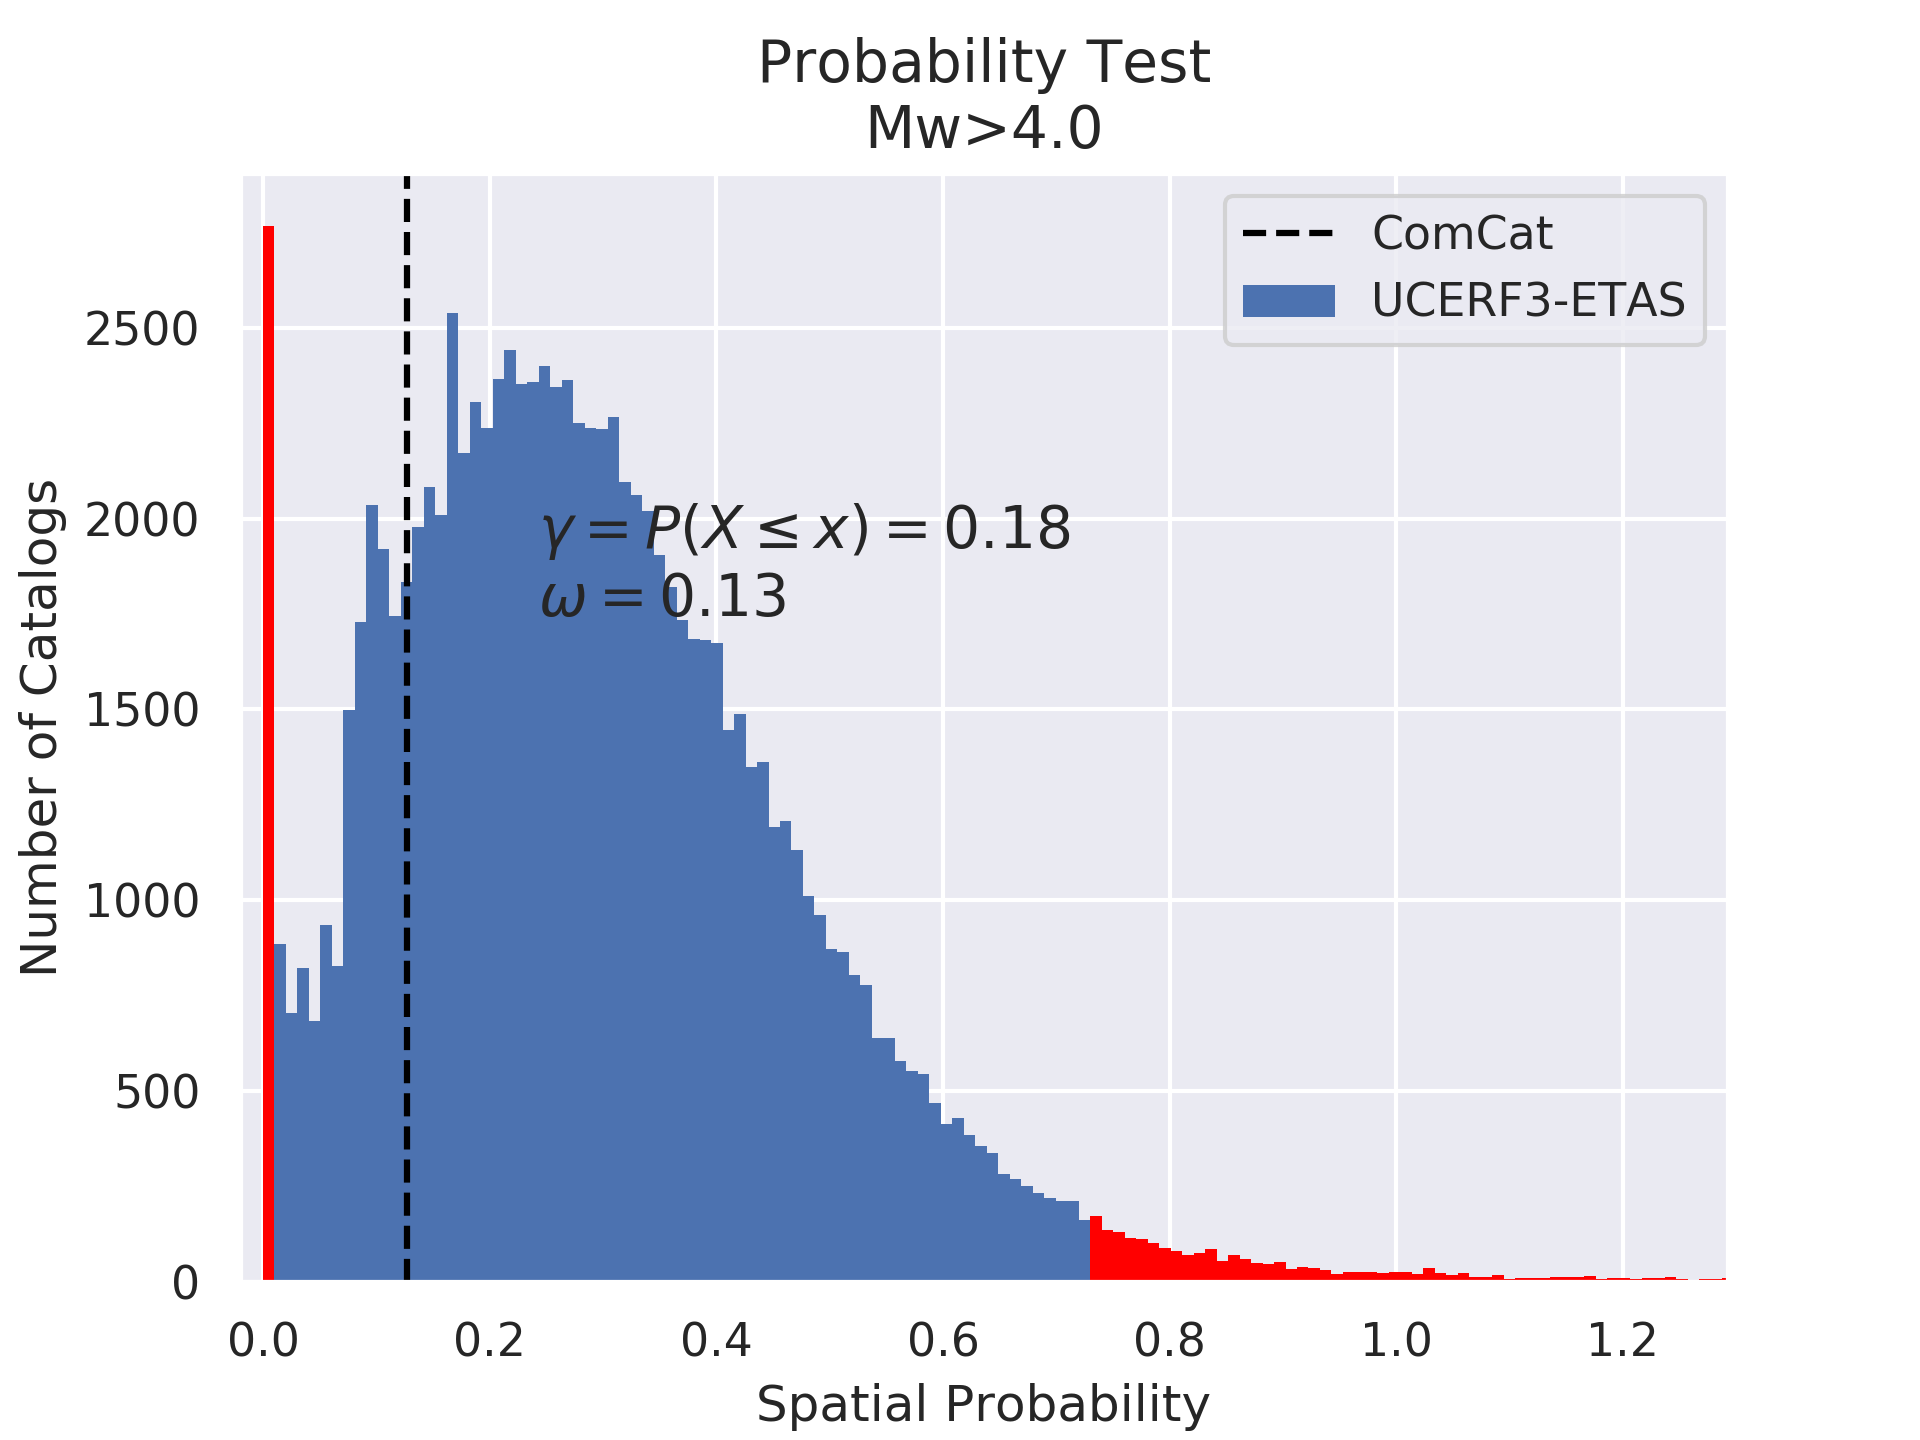 Probability Test
Mw>4.0
ComCat
UCERF3-ETAS
γ = P(X ≤ x) = 0.18
ω = 0.13
Number of Catalogs
2500
2000
1500
1000
500
0
0.0 0.2 0.4 0.6 0.8 1.0 1.2
Spatial Probability